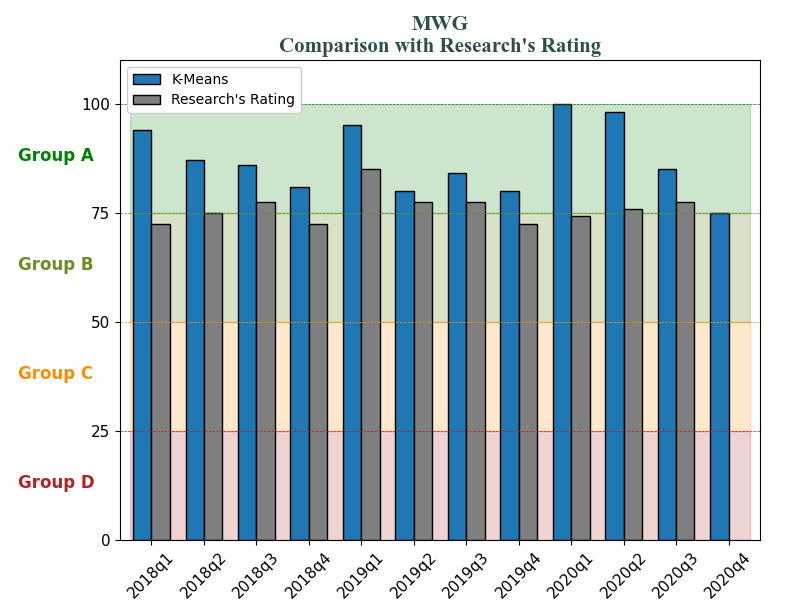 MWG
Comparison with Research's Rating
K-Means
Research's Rating
100
Group A
75
Group B
50
Group C
25
Group D
0
2018q1
2018q2
2018q3
2018q4
2019q1
2019q2
2019q3
2019q4
2020q1
2020q2
2020q3
2020q4